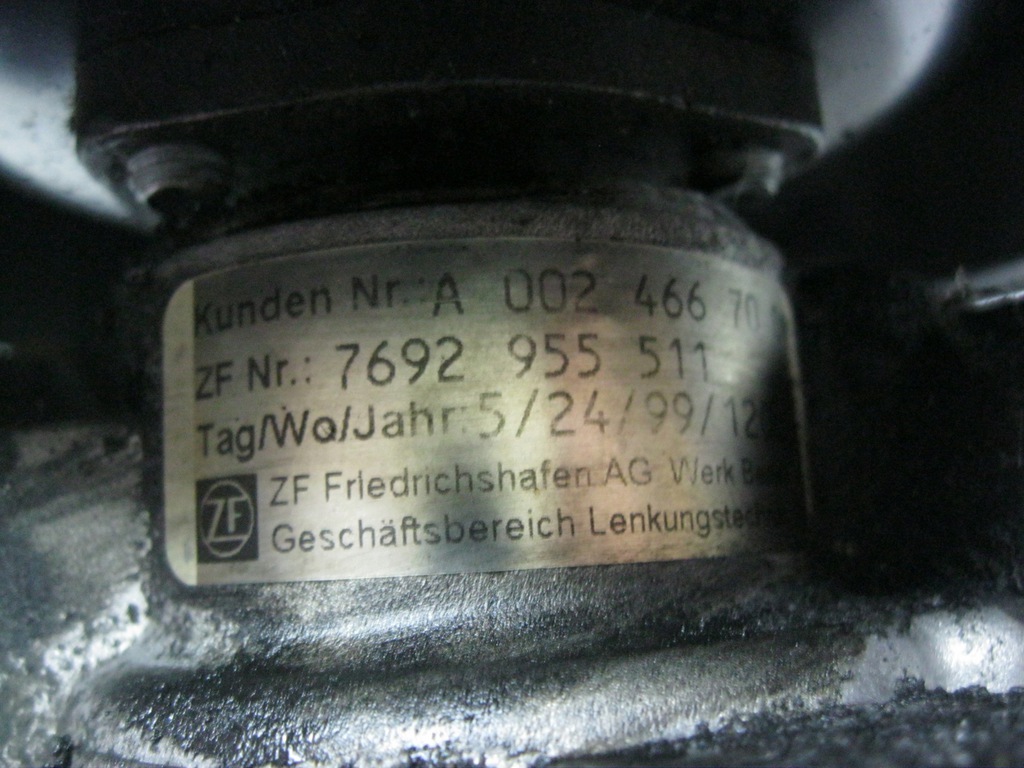 Kunden Nr.: A 002 466 70
ZF Nr.: 7692 955 511
Tag/Wo/Jahr: 5/24/99/12
ZF Friedrichshafen AG Werk
ZF Geschäftsbereich